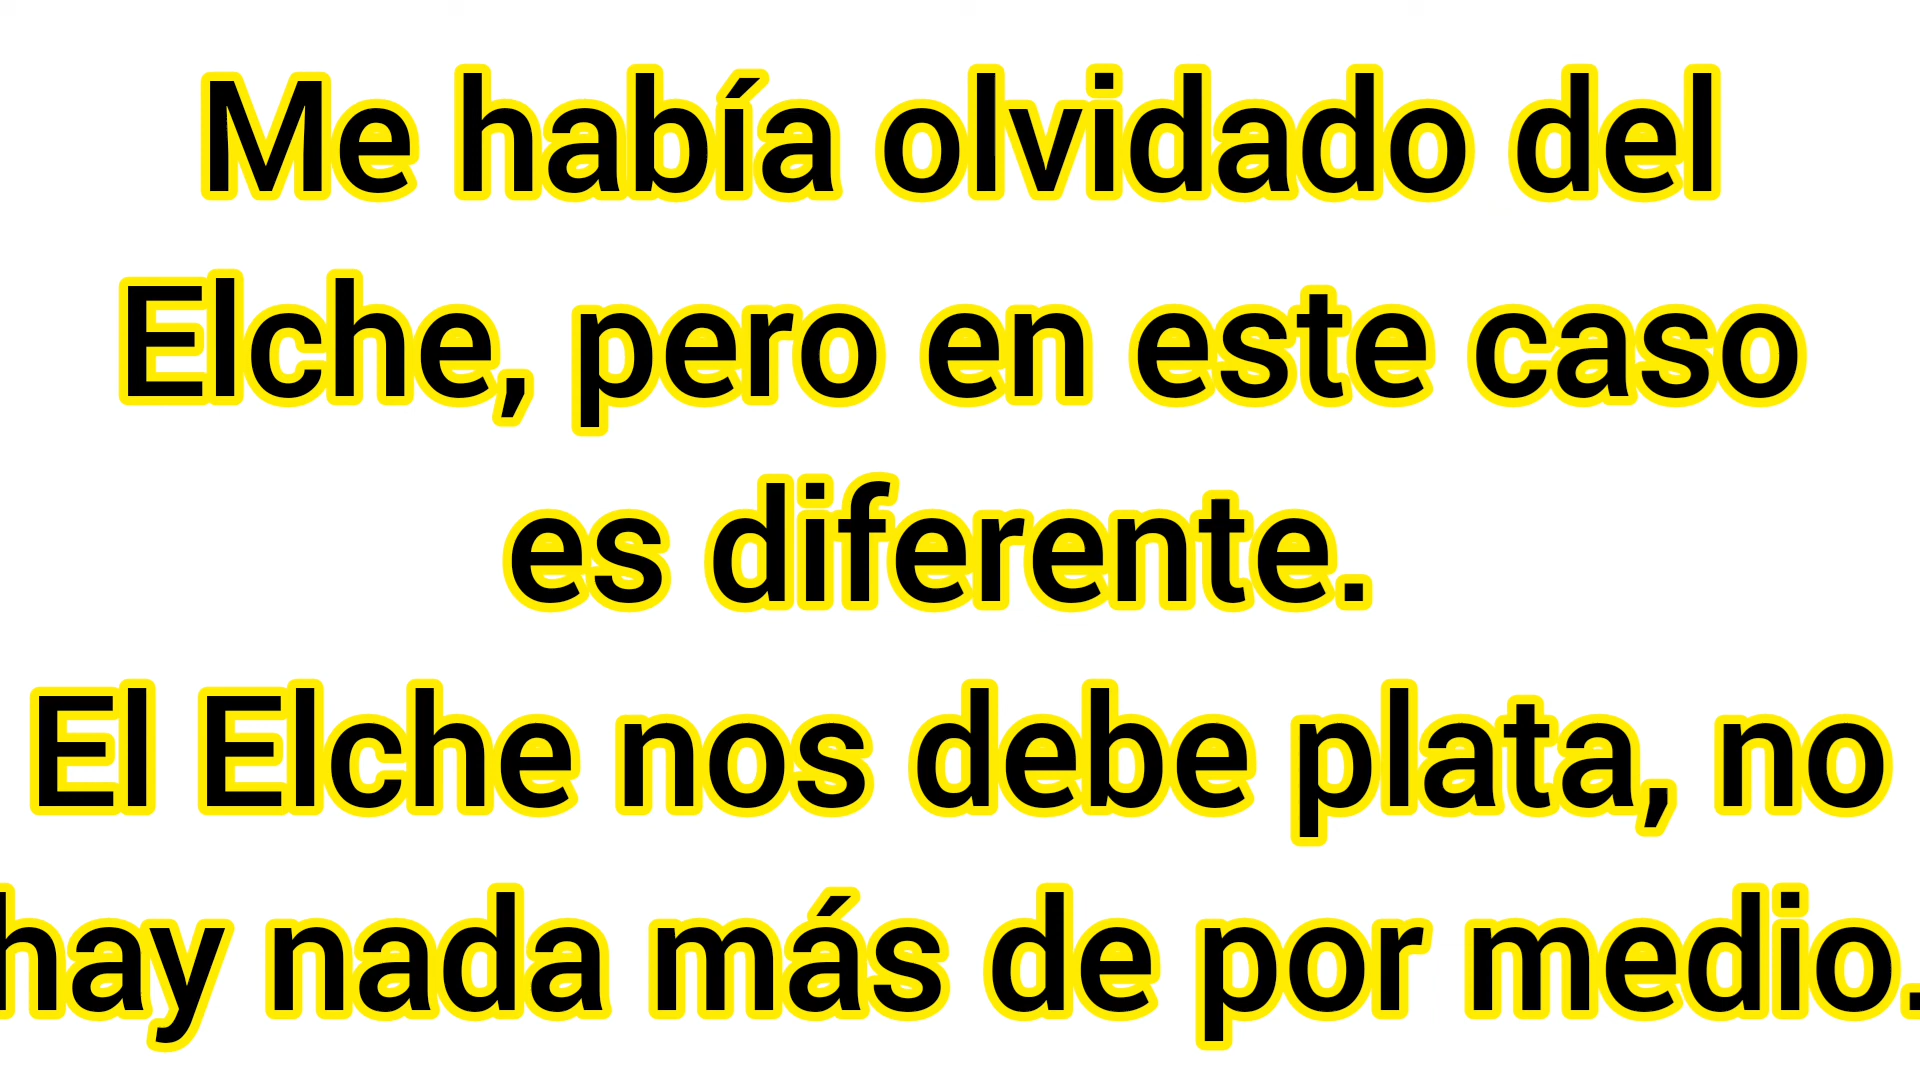 Me había olvidado del
Elche, pero en este caso
es diferente.
El Elche nos debe plata, no
hay nada más de por medio.